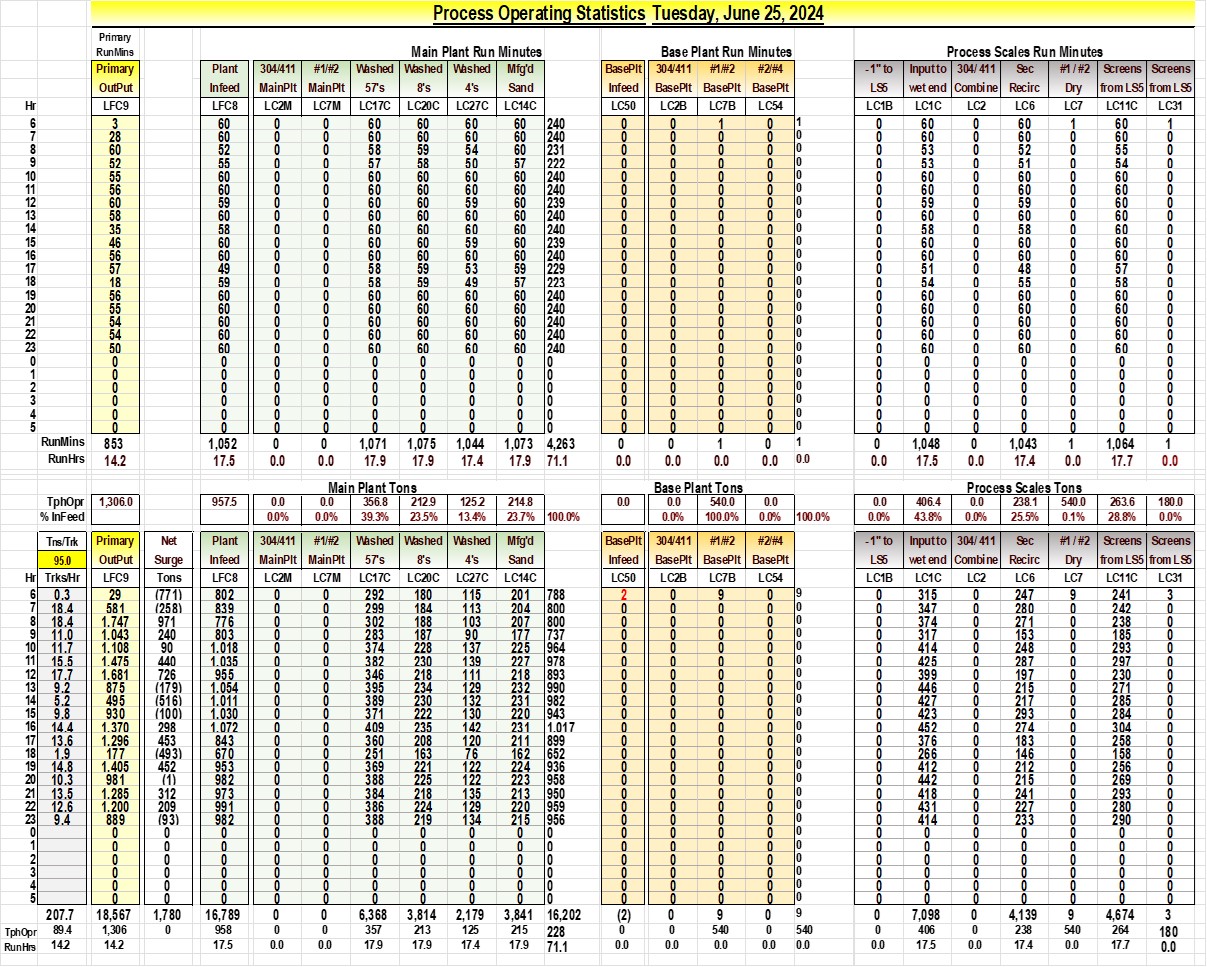 Process Operating Statistics Tuesday, June 25, 2024
Primary
RunMins Main Plant Run Minutes Base Plant Run Minutes Process Scales Run Minutes
Primary Plant 304/411 #1/#2 Washed Washed Washed Mfg'd BasePlt 304/411 #1/#2 #2/#4 -1" to Input to 304/ 411 Sec #1 / #2 Screens Screens
OutPut Infeed MainPlt MainPlt 57's 8's 4's Sand Infeed BasePlt BasePlt BasePlt LS5 wet end Combine Recirc Dry from LS5 from LS5
Hr LFC9 LFC8 LC2M LC7M LC17C LC20C LC27C LC14C LC50 LC2B LC7B LC54 LC1B LC1C LC2 LC6 LC7 LC11C LC31
6 3 60 0 0 60 60 60 60 240 0 0 1 0 1 0 60 0 60 1 60 1
7 28 60 0 0 60 60 60 60 240 0 0 0 0 0 0 60 0 60 0 60 0
8 60 52 0 0 58 59 54 60 231 0 0 0 0 0 0 53 0 52 0 55 0
9 52 55 0 0 57 58 50 57 222 0 0 0 0 0 0 53 0 51 0 54 0
10 55 60 0 0 60 60 60 60 240 0 0 0 0 0 0 60 0 60 0 60 0
11 56 60 0 0 60 60 60 60 240 0 0 0 0 0 0 60 0 60 0 60 0
12 60 59 0 0 60 60 59 60 239 0 0 0 0 0 0 59 0 59 0 60 0
13 58 60 0 0 60 60 60 60 240 0 0 0 0 0 0 60 0 60 0 60 0
14 35 58 0 0 60 60 60 60 240 0 0 0 0 0 0 58 0 58 0 60 0
15 46 60 0 0 60 60 59 60 239 0 0 0 0 0 0 60 0 60 0 60 0
16 56 60 0 0 60 60 60 60 240 0 0 0 0 0 0 60 0 60 0 60 0
17 57 49 0 0 58 59 53 59 229 0 0 0 0 0 0 51 0 48 0 57 0
18 18 59 0 0 58 59 49 57 223 0 0 0 0 0 0 54 0 55 0 58 0
19 56 60 0 0 60 60 60 60 240 0 0 0 0 0 0 60 0 60 0 60 0
20 55 60 0 0 60 60 60 60 240 0 0 0 0 0 0 60 0 60 0 60 0
21 54 60 0 0 60 60 60 60 240 0 0 0 0 0 0 60 0 60 0 60 0
22 54 60 0 0 60 60 60 60 240 0 0 0 0 0 0 60 0 60 0 60 0
23 50 60 0 0 60 60 60 60 240 0 0 0 0 0 0 60 0 60 0 60 0
0 0 0 0 0 0 0 0 0 0 0 0 0 0 0 0 0 0 0 0 0 0
1 0 0 0 0 0 0 0 0 0 0 0 0 0 0 0 0 0 0 0 0 0
2 0 0 0 0 0 0 0 0 0 0 0 0 0 0 0 0 0 0 0 0 0
3 0 0 0 0 0 0 0 0 0 0 0 0 0 0 0 0 0 0 0 0 0
4 0 0 0 0 0 0 0 0 0 0 0 0 0 0 0 0 0 0 0 0 0
5 0 0 0 0 0 0 0 0 0 0 0 0 0 0 0 0 0 0 0 0 0
RunMins 853 1,052 0 0 1,071 1,075 1,044 1,073 4,263 0 0 1 0 1 0 1,048 0 1,043 1 1,064 1
RunHrs 14.2 17.5 0.0 0.0 17.9 17.9 17.4 17.9 71.1 0.0 0.0 0.0 0.0 0.0 0.0 17.5 0.0 17.4 0.0 17.7 0.0
Main Plant Tons Base Plant Tons Process Scales Tons
TphOpr 1,306.0 957.5 0.0 0.0 356.8 212.9 125.2 214.8 0.0 0.0 540.0 0.0 0.0 406.4 0.0 238.1 540.0 263.6 180.0
% InFeed 0.0% 0.0% 39.3% 23.5% 13.4% 23.7% 100.0% 0.0% 100.0% 0.0% 100.0% 0.0% 43.8% 0.0% 25.5% 0.1% 28.8% 0.0%
Tns/Trk Primary Net Plant 304/411 #1/#2 Washed Washed Washed Mfg'd BasePlt 304/411 #1/#2 #2/#4 -1" to Input to 304/ 411 Sec #1 / #2 Screens Screens
95.0 OutPut Surge Infeed MainPlt MainPlt 57's 8's 4's Sand Infeed BasePlt BasePlt BasePlt LS5 wet end Combine Recirc Dry from LS5 from LS5
Hr Trks/Hr LFC9 Tons LFC8 LC2M LC7M LC17C LC20C LC27C LC14C LC50 LC2B LC7B LC54 LC1B LC1C LC2 LC6 LC7 LC11C LC31
6 0.3 29 (771) 802 0 0 292 180 115 201 788 2 0 9 0 9 0 315 0 247 9 241 3
7 18.4 581 (258) 839 0 0 299 184 113 204 800 0 0 0 0 0 0 347 0 280 0 242 0
8 18.4 1.747 971 776 0 0 302 188 103 207 800 0 0 0 0 0 0 374 0 271 0 238 0
9 11.0 1.043 240 803 0 0 283 187 90 177 737 0 0 0 0 0 0 317 0 153 0 185 0
10 11.7 1.108 90 1.018 0 0 374 228 137 225 964 0 0 0 0 0 0 414 0 248 0 293 0
11 15.5 1.475 440 1.035 0 0 382 230 139 227 978 0 0 0 0 0 0 425 0 287 0 297 0
12 17.7 1.681 726 955 0 0 346 218 111 218 893 0 0 0 0 0 0 399 0 197 0 230 0
13 9.2 875 (179) 1.054 0 0 395 234 129 232 990 0 0 0 0 0 0 446 0 215 0 271 0
14 5.2 495 (516) 1.011 0 0 389 230 132 231 982 0 0 0 0 0 0 427 0 217 0 285 0
15 9.8 930 (100) 1.030 0 0 371 222 130 220 943 0 0 0 0 0 0 423 0 293 0 284 0
16 14.4 1.370 298 1.072 0 0 409 235 142 231 1.017 0 0 0 0 0 0 452 0 274 0 304 0
17 13.6 1.296 453 843 0 0 360 208 120 211 899 0 0 0 0 0 0 376 0 183 0 258 0
18 1.9 177 (493) 670 0 0 251 163 76 162 652 0 0 0 0 0 0 266 0 146 0 158 0
19 14.8 1.405 452 953 0 0 369 221 122 224 936 0 0 0 0 0 0 412 0 212 0 256 0
20 10.3 981 (1) 982 0 0 388 225 122 223 958 0 0 0 0 0 0 442 0 215 0 269 0
21 13.5 1.285 312 973 0 0 384 218 135 213 950 0 0 0 0 0 0 418 0 241 0 293 0
22 12.6 1.200 209 991 0 0 386 224 129 220 959 0 0 0 0 0 0 431 0 227 0 280 0
23 9.4 889 (93) 982 0 0 388 219 134 215 956 0 0 0 0 0 0 414 0 233 0 290 0
0 0 0 0 0 0 0 0 0 0 0 0 0 0 0 0 0 0 0 0 0 0 0
1 0 0 0 0 0 0 0 0 0 0 0 0 0 0 0 0 0 0 0 0 0 0
2 0 0 0 0 0 0 0 0 0 0 0 0 0 0 0 0 0 0 0 0 0 0
3 0 0 0 0 0 0 0 0 0 0 0 0 0 0 0 0 0 0 0 0 0 0
4 0 0 0 0 0 0 0 0 0 0 0 0 0 0 0 0 0 0 0 0 0 0
5 0 0 0 0 0 0 0 0 0 0 0 0 0 0 0 0 0 0 0 0 0 0
207.7 18,567 1,780 16,789 0 0 6,368 3,814 2,179 3,841 16,202 (2) 0 9 0 9 0 7,098 0 4,139 9 4,674 3
TphOpr 89.4 1,306 0 958 0 0 357 213 125 215 228 0 0 540 0 540 0 406 0 238 540 264 180
RunHrs 14.2 14.2 17.5 0.0 0.0 17.9 17.9 17.4 17.9 71.1 0.0 0.0 0.0 0.0 0.0 17.5 0.0 17.4 0.0 17.7 0.0